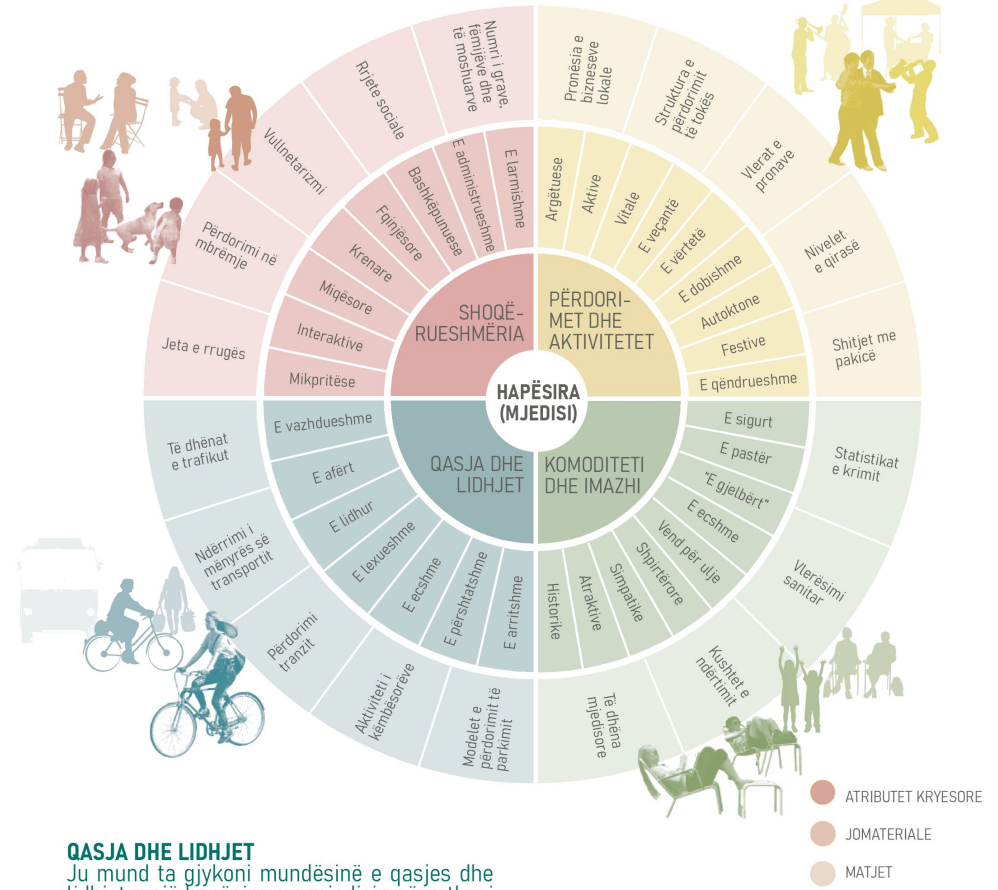 Numri i grave,
fëmijëve dhe
të moshuarve
Rrjete sociale
Vullnetarizmi
Përdorimi në
mbrëmje
Jeta e rrugës
Pronësia e
bizneseve
lokale
Struktura e
përdorimit
të tokës
Vlerat e
pronave
Nivelet
e qirasë
Shitjet me
pakicë
E larmishme
E administrueshme
Bashkëpunuese
Fqinjësore
Krenare
Miqësore
Interaktive
Mikpritëse
Argëtuese
Aktive
Vitale
E veçantë
E vërtetë
E dobishme
Autoktone
Festive
E qëndrueshme
SHOQË-
RUESHMËRIA
PËRDORI-
MET DHE
AKTIVITETET
HAPËSIRA
(MJEDISI)
QASJA DHE
LIDHJET
KOMODITETI
DHE IMAZHI
E vazhdueshme
E afërt
E lidhur
E lexueshme
E ecshme
E përshtatshme
E arritshme
E sigurt
E pastër
"E gjelbërt"
E ecshme
Vend për ulje
Shpirtërore
Simpatike
Atraktive
Historike
Të dhënat
e trafikut
Ndërrimi i
mënyrës së
transportit
Përdorimi
tranzit
Aktiviteti i
këmbësorëve
Modelet e
përdorimit të
parkimit
Statistikat
e krimit
Vlerësimi
sanitar
Kushtet e
ndërtimit
Të dhëna
mjedisore
ATRIBUTET KRYESORE
JOMATERIALE
MATJET
QASJA DHE LIDHJET
Ju mund ta gjykoni mundësinë e qasjes dhe